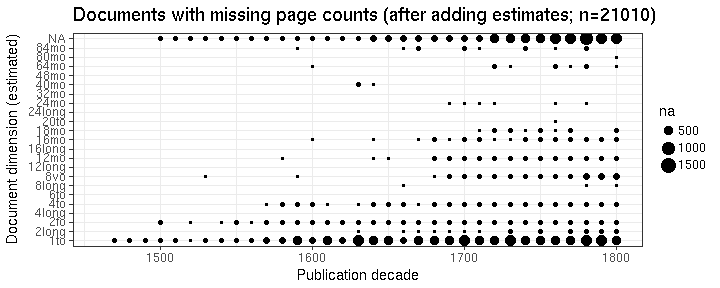 Documents with missing page counts (after adding estimates; n=21010)
Document dimension (estimated)
NA
84mo
80mo
64mo
48mo
40mo
32mo
24mo
24long
20to
18mo
16mo
16long
12mo
12long
8vo
8long
6to
4to
4long
2fo
2long
1to
1500
1600
1700
1800
Publication decade
na
500
1000
1500